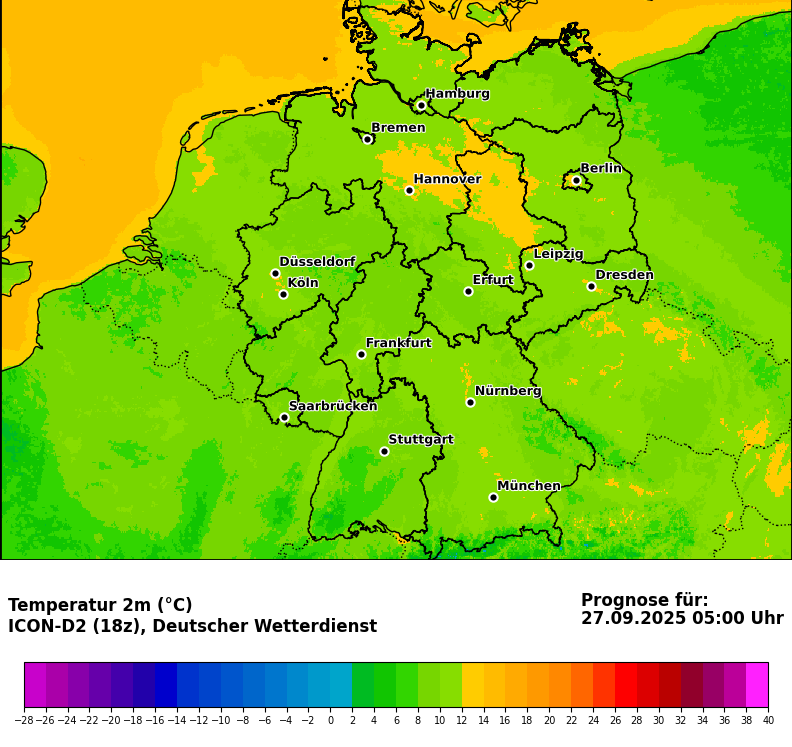 Hamburg
Bremen
Berlin
Hannover
Leipzig
Düsseldorf
Dresden
Köln
Erfurt
Frankfurt
Nürnberg
Saarbrücken
Stuttgart
München
Temperatur 2m (°C)
ICON-D2 (18z), Deutscher Wetterdienst
Prognose für:
27.09.2025 05:00 Uhr
−28 −26 −24 −22 −20 −18 −16 −14 −12 −10 −8 −6 −4 −2 0 2 4 6 8 10 12 14 16 18 20 22 24 26 28 30 32 34 36 38 40